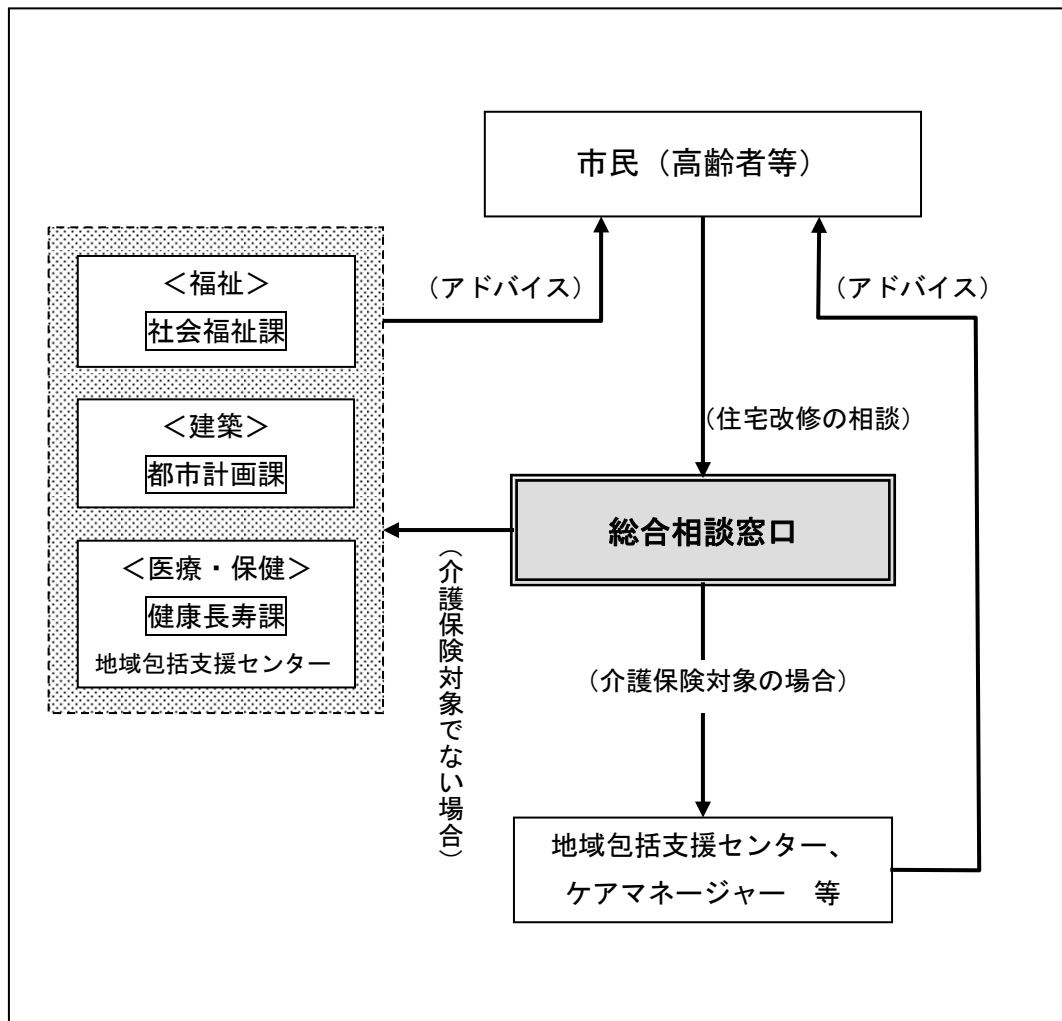 市民（高齢者等）
＜福祉＞
社会福祉課
（アドバイス）
（アドバイス）
＜建築＞
都市計画課
（住宅改修の相談）
総合相談窓口
＜医療・保健＞
健康長寿課
地域包括支援センター
（介護保険対象でない場合）
（介護保険対象の場合）
地域包括支援センター、
ケアマネージャー　等